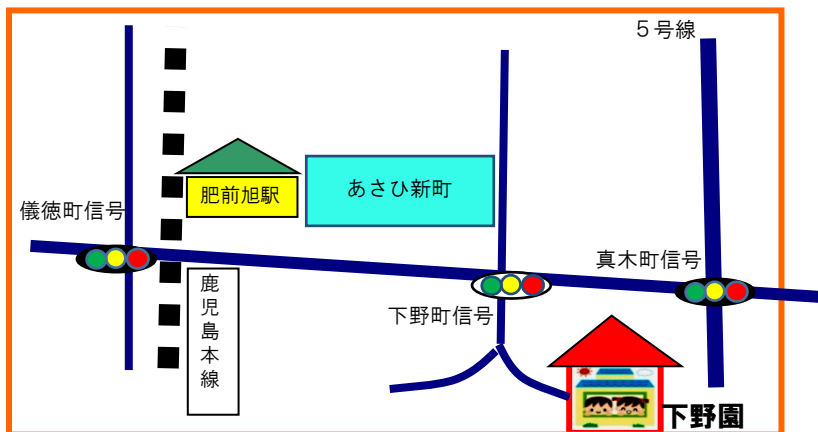 ５号線
肥前旭駅
あさひ新町
儀徳町信号
真木町信号
鹿児島本線
下野町信号
下野園